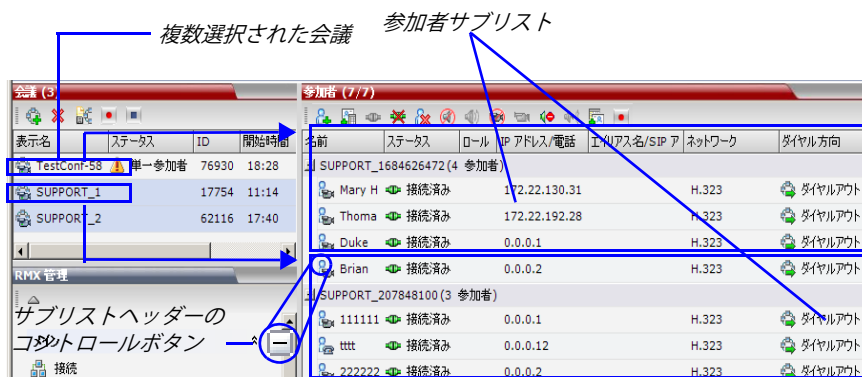 複数選択された会議
参加者サブリスト
会議 (3)
参加者 (7/7)
表示名 ステータス ID 開始時間
名前 ステータス ロール IP アドレス/電話 エイリアス名/SIP ア ネットワーク ダイヤル方向
TestConf-58 単一参加者 76930 18:28
SUPPORT_1 17754 11:14
SUPPORT_2 62116 17:40
SUPPORT_1684626472(4 参加者)
Mary H 接続済み 172.22.130.31 H.323 ダイヤルアウト
Thoma 接続済み 172.22.192.28 H.323 ダイヤルアウト
Duke 接続済み 0.0.0.1 H.323 ダイヤルアウト
Brian 接続済み 0.0.0.2 H.323 ダイヤルアウト
SUPPORT_207848100(3 参加者)
111111 接続済み 0.0.0.1 H.323 ダイヤルアウト
tttt 接続済み 0.0.0.12 H.323 ダイヤルアウト
222222 接続済み 0.0.0.2 H.323 ダイヤルアウト
RMX 管理
サブリストヘッダーの
コントロールボタン
接続